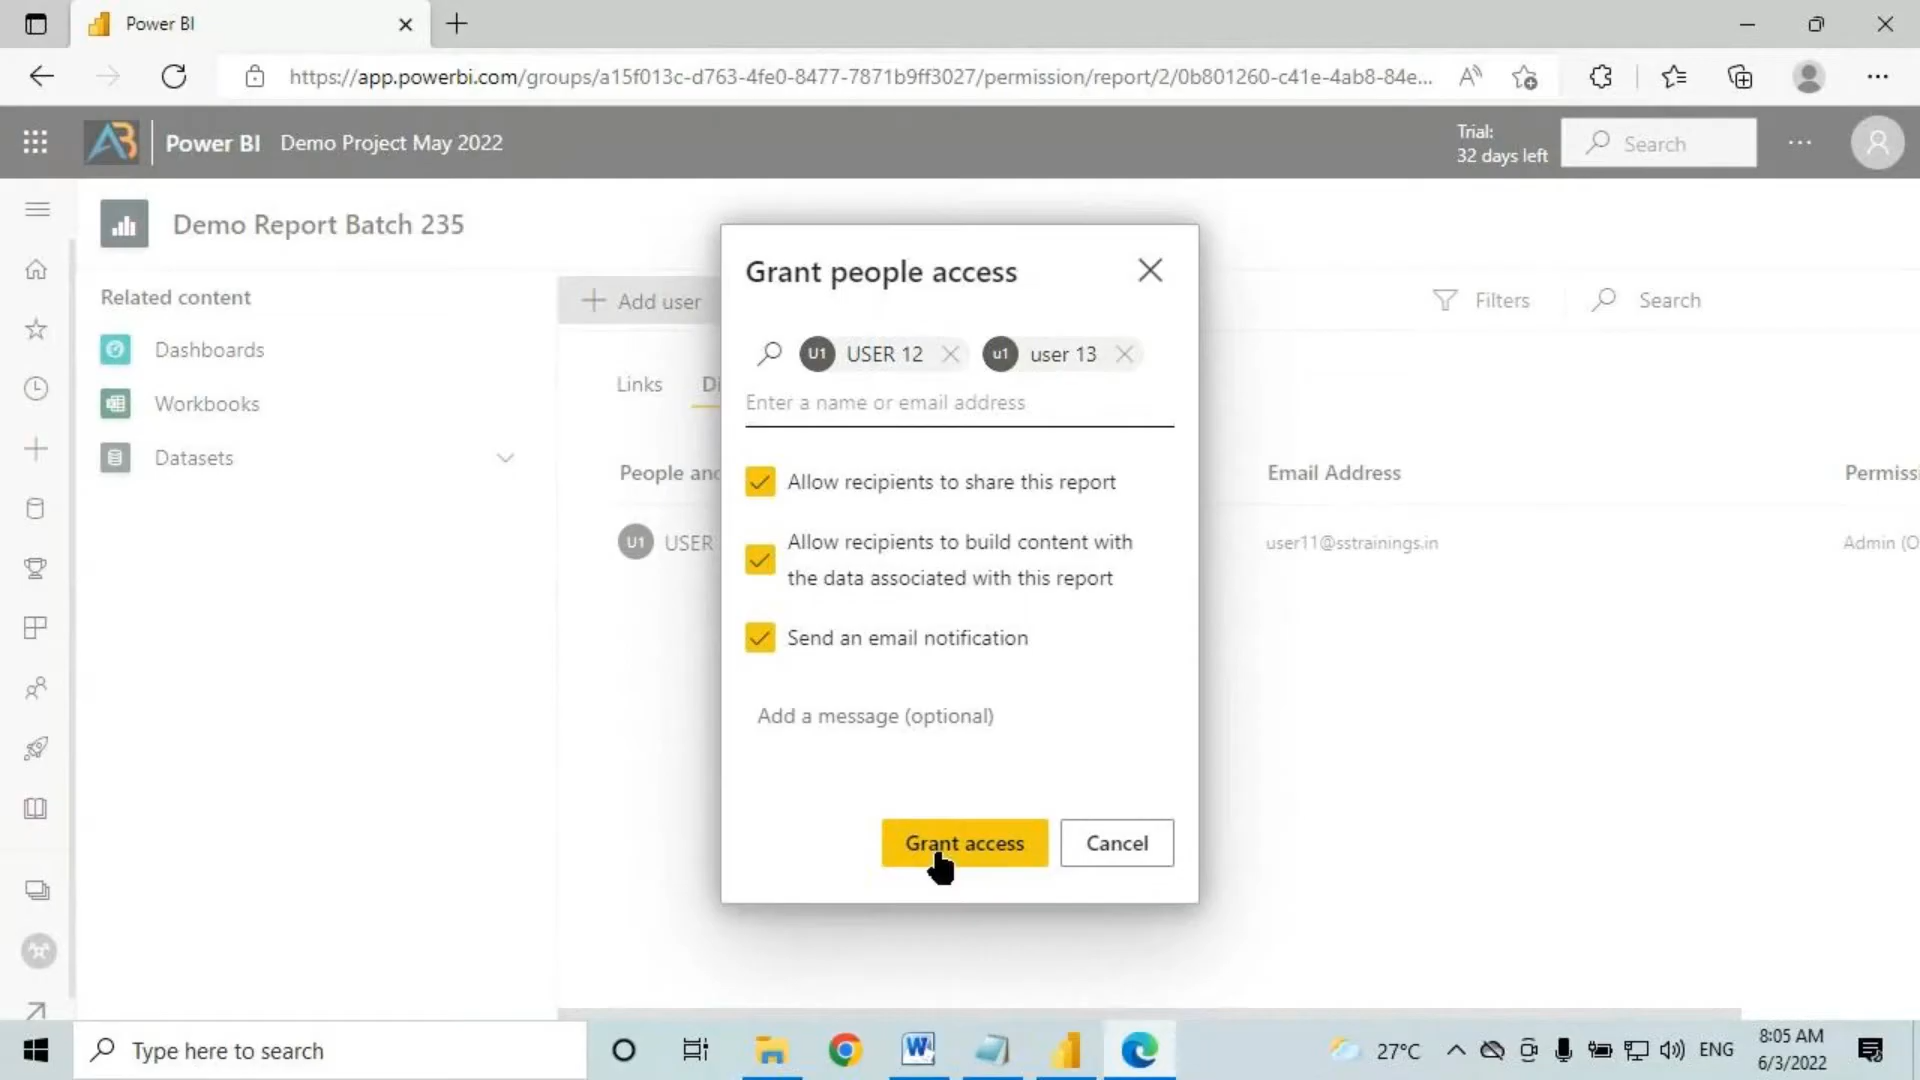 Power BI
https://app.powerbi.com/groups/a15f013c-d763-4fe0-8477-7871b9ff3027/permission/report/2/0b801260-c41e-4ab8-84e...
Power BI Demo Project May 2022
Trial:
32 days left
Search
Demo Report Batch 235
Related content
Dashboards
Workbooks
Datasets
Add user
Filters
Search
Links
Di
People and
Email Address
Permissi
U1 USER
user11@sstrainings.in
Admin (O
Grant people access
U1 USER 12
u1 user 13
Enter a name or email address
Allow recipients to share this report
Allow recipients to build content with
the data associated with this report
Send an email notification
Add a message (optional)
Grant access
Cancel
Type here to search
27°C
ENG
8:05 AM
6/3/2022